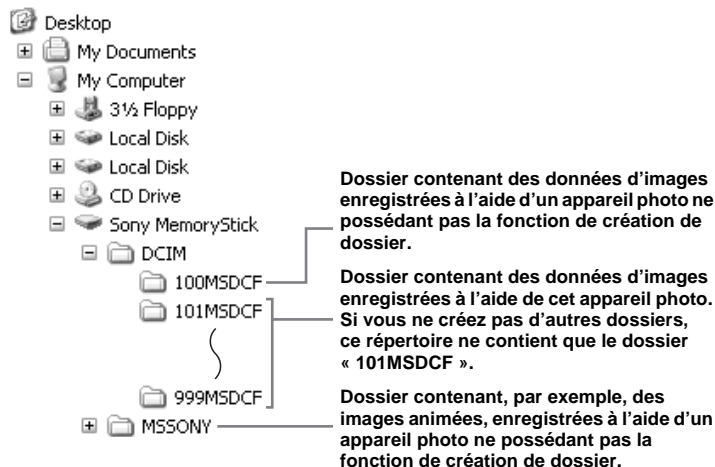 Desktop
My Documents
My Computer
3½ Floppy
Local Disk
Local Disk
CD Drive
Sony MemoryStick
DCIM
100MSDCF
101MSDCF
999MSDCF
MSSONY
Dossier contenant des données d’images
enregistrées à l’aide d’un appareil photo ne
possédant pas la fonction de création de
dossier.
Dossier contenant des données d’images
enregistrées à l’aide de cet appareil photo.
Si vous ne créez pas d’autres dossiers,
ce répertoire ne contient que le dossier
« 101MSDCF ».
Dossier contenant, par exemple, des
images animées, enregistrées à l’aide d’un
appareil photo ne possédant pas la
fonction de création de dossier.